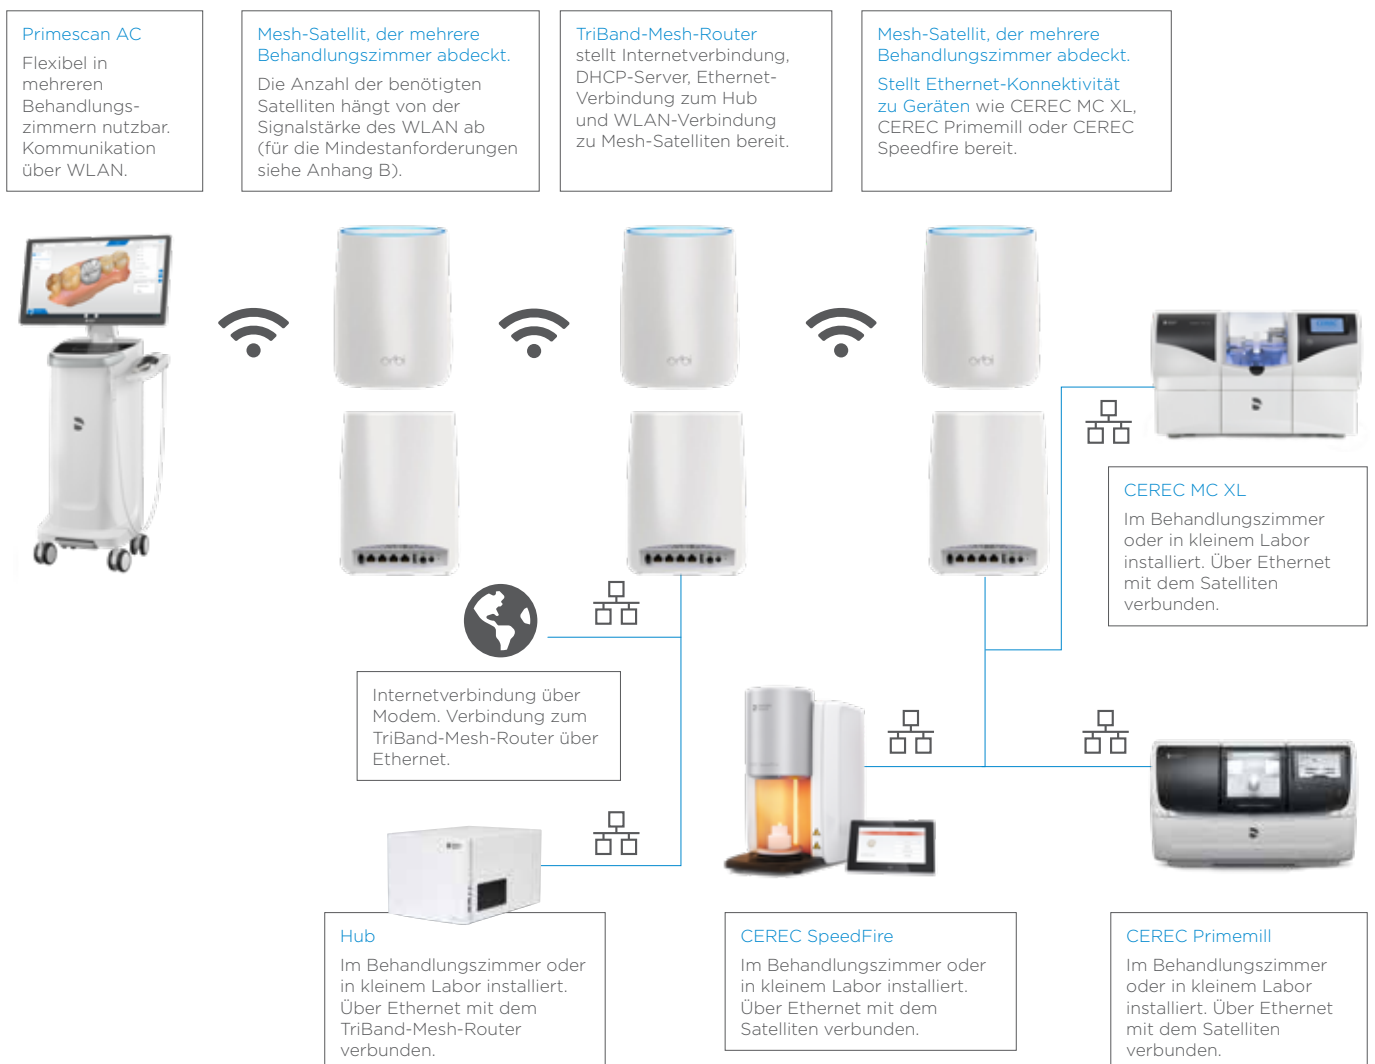 Primescan AC
Flexibel in
mehreren
Behandlungs-
zimmern nutzbar.
Kommunikation
über WLAN.
Mesh-Satellit, der mehrere
Behandlungszimmer abdeckt.
Die Anzahl der benötigten
Satelliten hängt von der
Signalstärke des WLAN ab
(für die Mindestanforderungen
siehe Anhang B).
TriBand-Mesh-Router
stellt Internetverbindung,
DHCP-Server, Ethernet-
Verbindung zum Hub
und WLAN-Verbindung
zu Mesh-Satelliten bereit.
Mesh-Satellit, der mehrere
Behandlungszimmer abdeckt.
Stellt Ethernet-Konnektivität
zu Geräten wie CEREC MC XL,
CEREC Primemill oder CEREC
Speedfire bereit.
orbi
orbi
orbi
CEREC MC XL
Im Behandlungszimmer
oder in kleinem Labor
installiert. Über Ethernet
mit dem Satelliten
verbunden.
Internetverbindung über
Modem. Verbindung zum
TriBand-Mesh-Router über
Ethernet.
Hub
Im Behandlungszimmer oder
in kleinem Labor installiert.
Über Ethernet mit dem
TriBand-Mesh-Router
verbunden.
CEREC SpeedFire
Im Behandlungszimmer oder
in kleinem Labor installiert.
Über Ethernet mit dem
Satelliten verbunden.
CEREC Primemill
Im Behandlungszimmer
oder in kleinem Labor
installiert. Über Ethernet
mit dem Satelliten
verbunden.